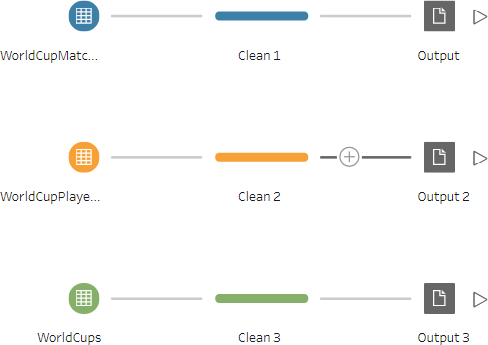 WorldCupMatc...
Clean 1
Output
WorldCupPlaye...
Clean 2
Output 2
WorldCups
Clean 3
Output 3